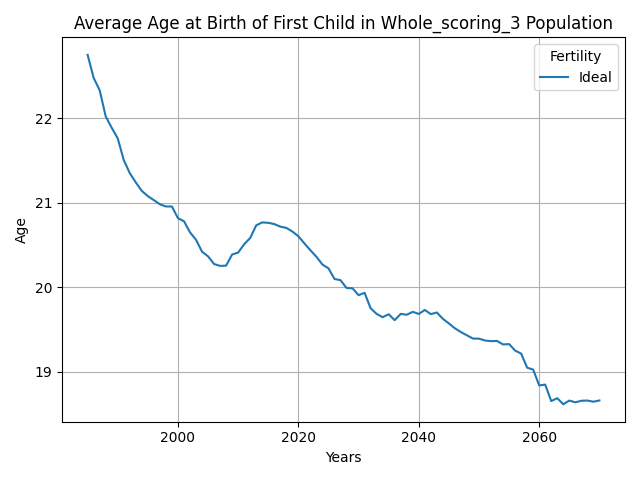 Average Age at Birth of First Child in Whole_scoring_3 Population
Fertility
Ideal
22
21
20
19
Age
2000 2020 2040 2060
Years